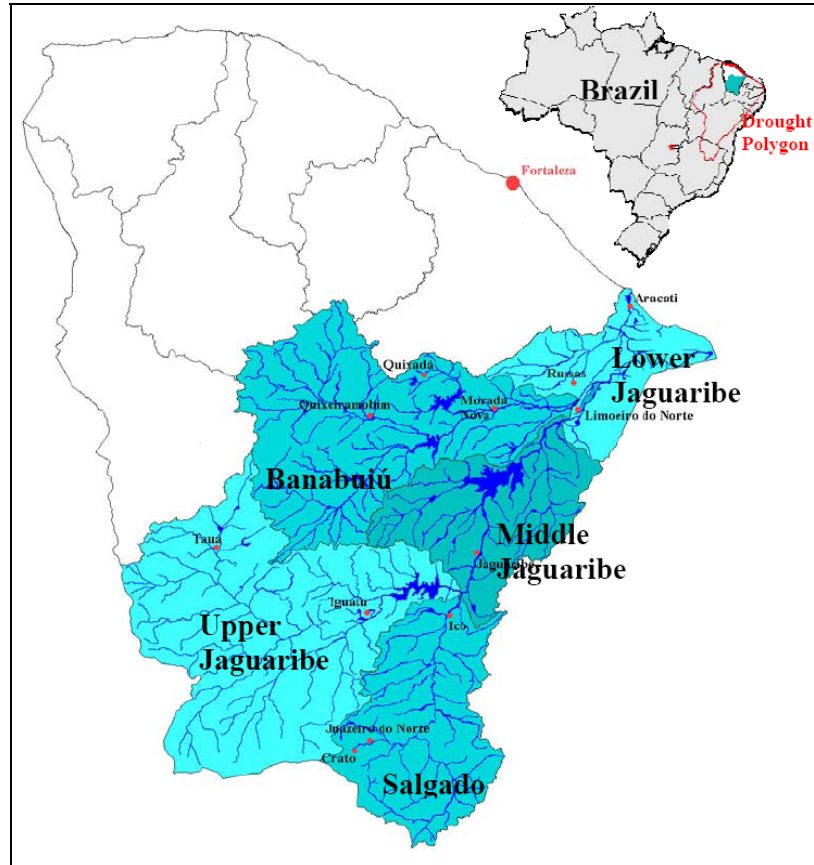 Brazil
Drought
Polygon
Fortaleza
Aracati
Lower
Jaguaribe
Russas
Quixadá
Morada
Nova
Quixeramobim
Limoeiro do Norte
Banabuiú
Middle
Jaguaribe
Jaguaribe
Tauá
Iguatu
Icó
Upper
Jaguaribe
Juazeiro do Norte
Crato
Salgado